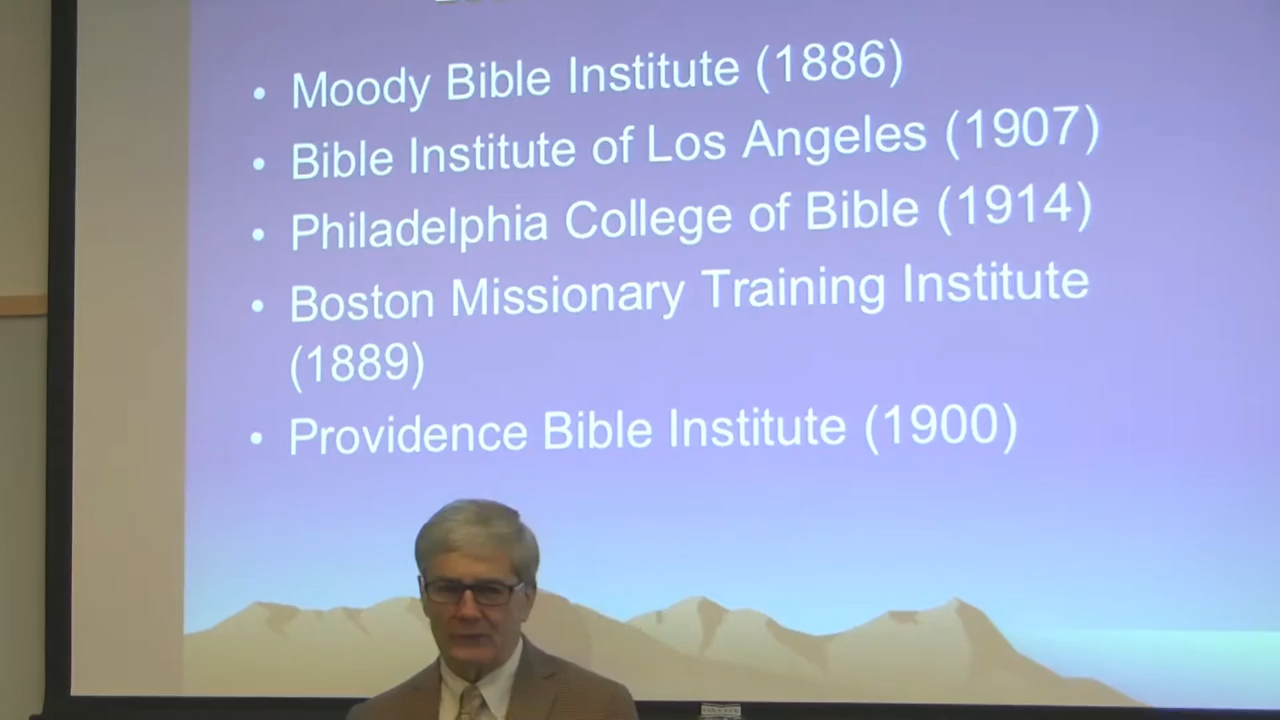 • Moody Bible Institute (1886)
• Bible Institute of Los Angeles (1907)
• Philadelphia College of Bible (1914)
• Boston Missionary Training Institute
(1889)
• Providence Bible Institute (1900)